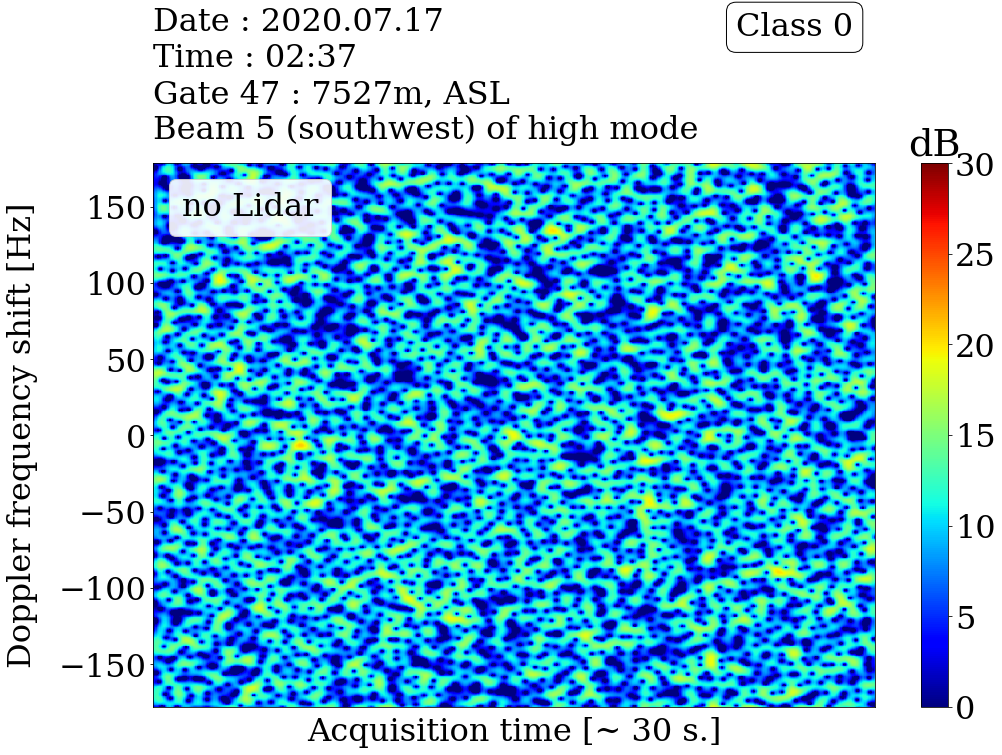 Date : 2020.07.17
Class 0
Time : 02:37
Gate 47 : 7527m, ASL
Beam 5 (southwest) of high mode
dB
no Lidar
Doppler frequency shift [Hz]
150
100
50
0
−50
−100
−150
30
25
20
15
10
5
0
Acquisition time [~ 30 s.]